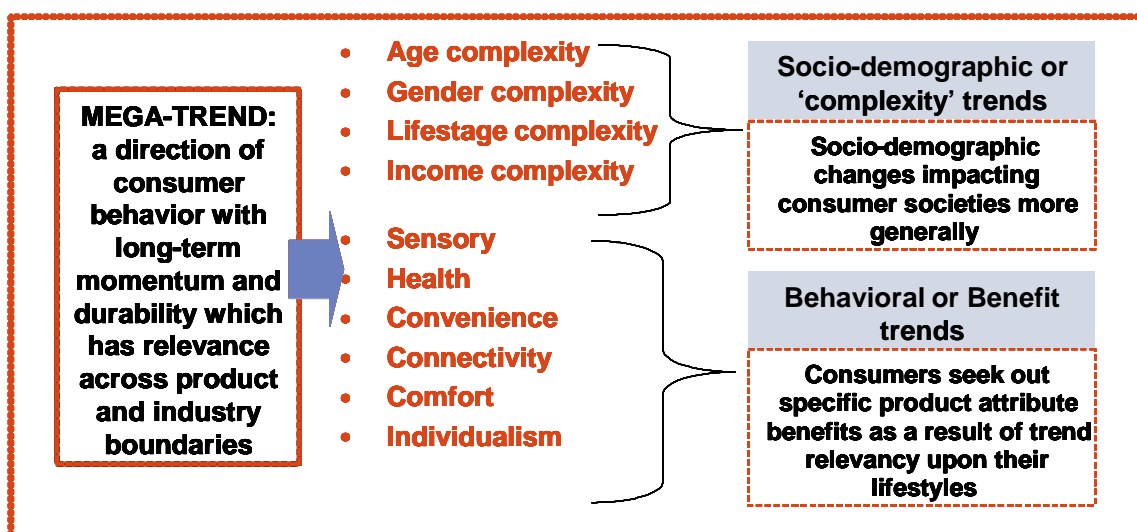 MEGA-TREND:
a direction of
consumer
behavior with
long-term
momentum and
durability which
has relevance
across product
and industry
boundaries
• Age complexity
• Gender complexity
• Lifestage complexity
• Income complexity
• Sensory
• Health
• Convenience
• Connectivity
• Comfort
• Individualism
Socio-demographic or
‘complexity’ trends
Socio-demographic
changes impacting
consumer societies more
generally
Behavioral or Benefit
trends
Consumers seek out
specific product attribute
benefits as a result of trend
relevancy upon their
lifestyles